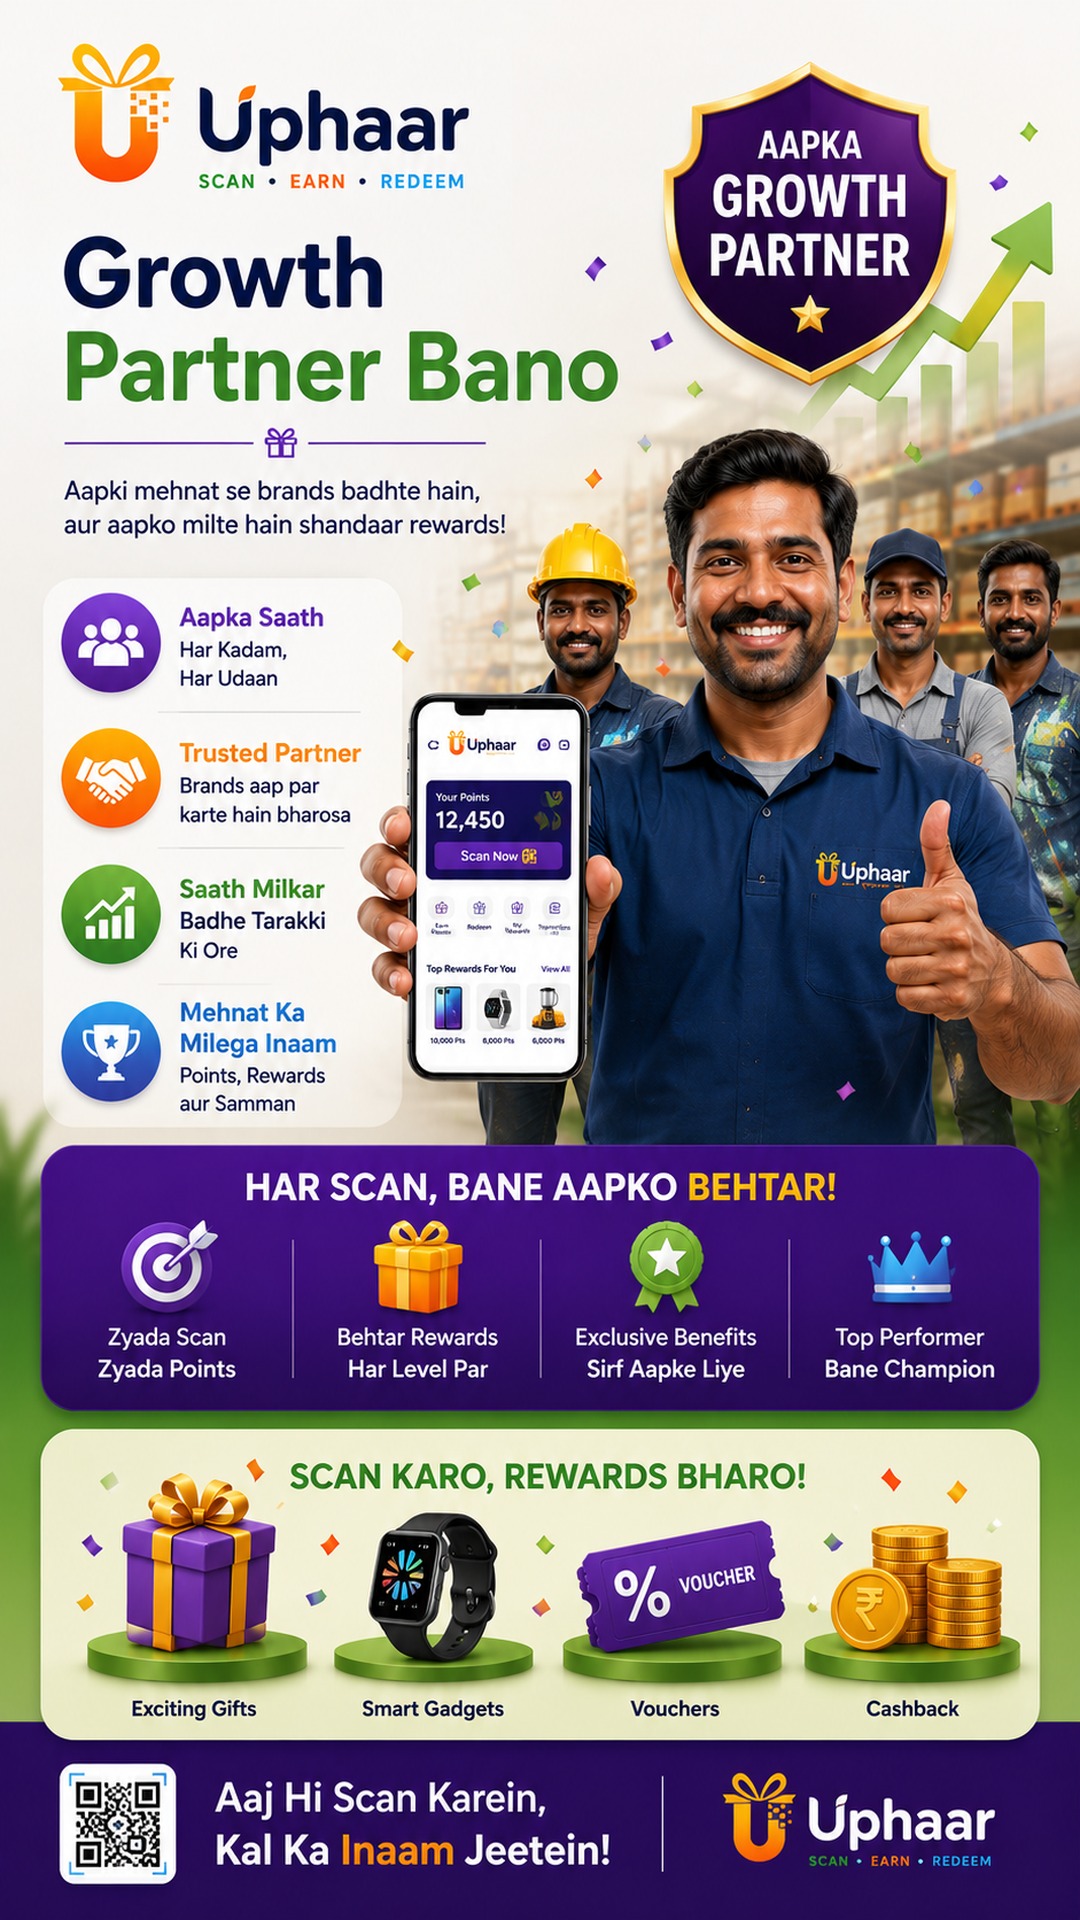 Uphaar
SCAN • EARN • REDEEM
AAPKA
GROWTH
PARTNER
Growth
Partner Bano
Aapki mehnat se brands badhte hain,
aur aapko milte hain shandaar rewards!
Aapka Saath
Har Kadam,
Har Udaan
Trusted Partner
Brands aap par
karte hain bharosa
Saath Milkar
Badhe Tarakki
Ki Ore
Mehnat Ka
Milega Inaam
Points, Rewards
aur Samman
Uphaar
Your Points
12,450
Scan Now
Redeem
Top Rewards For You View All
10,000 Pts 6,000 Pts 6,000 Pts
Uphaar
HAR SCAN, BANE AAPKO BEHTAR!
Zyada Scan
Zyada Points
Behtar Rewards
Har Level Par
Exclusive Benefits
Sirf Aapke Liye
Top Performer
Bane Champion
SCAN KARO, REWARDS BHARO!
% VOUCHER
₹
Exciting Gifts
Smart Gadgets
Vouchers
Cashback
Aaj Hi Scan Karein,
Kal Ka Inaam Jeetein!
Uphaar
SCAN • EARN • REDEEM